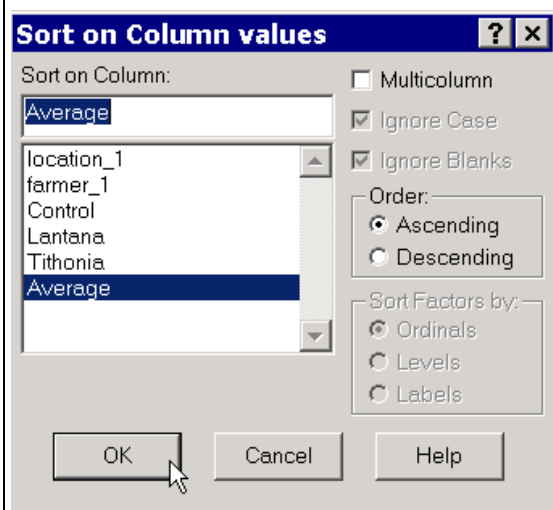 Sort on Column values
Sort on Column:
Average
location_1
farmer_1
Control
Lantana
Tithonia
Average
Multicolumn
Ignore Case
Ignore Blanks
Order:
Ascending
Descending
Sort Factors by:
Ordinals
Levels
Labels
OK
Cancel
Help